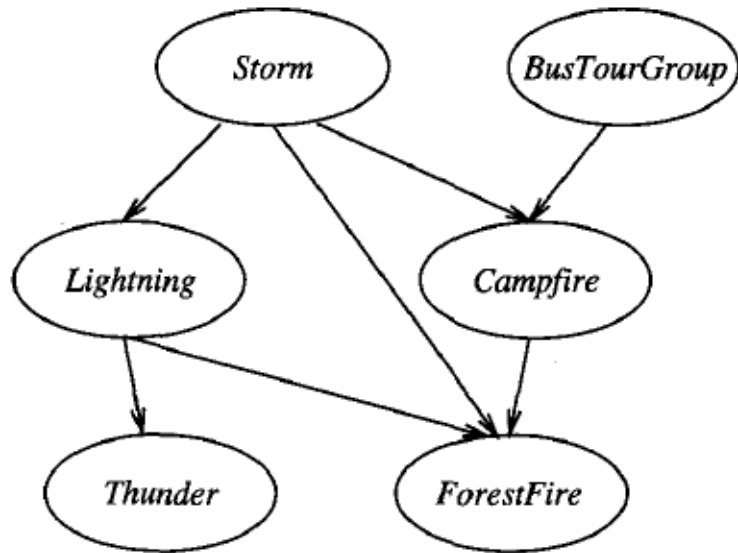 Storm
BusTourGroup
Lightning
Campfire
Thunder
ForestFire